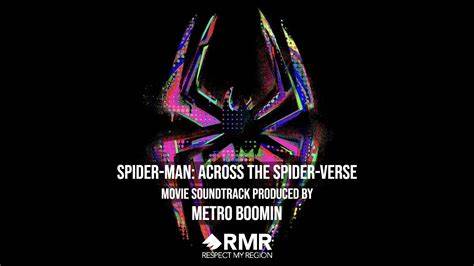 SPIDER-MAN: ACROSS THE SPIDER-VERSE
MOVIE SOUNDTRACK PRODUCED BY
METRO BOOMIN
RMR
RESPECT MY REGION